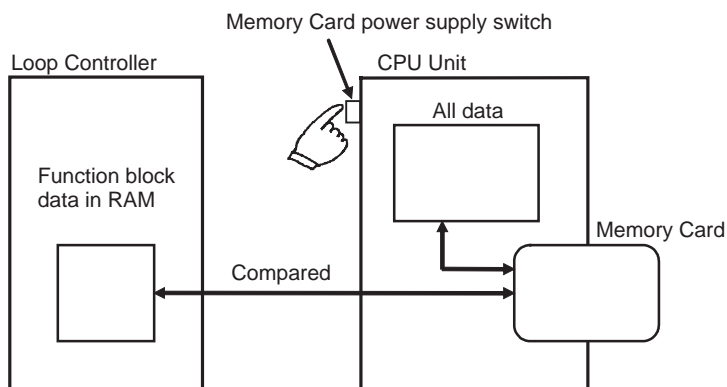 Memory Card power supply switch
Loop Controller
CPU Unit
All data
Function block
data in RAM
Memory Card
Compared